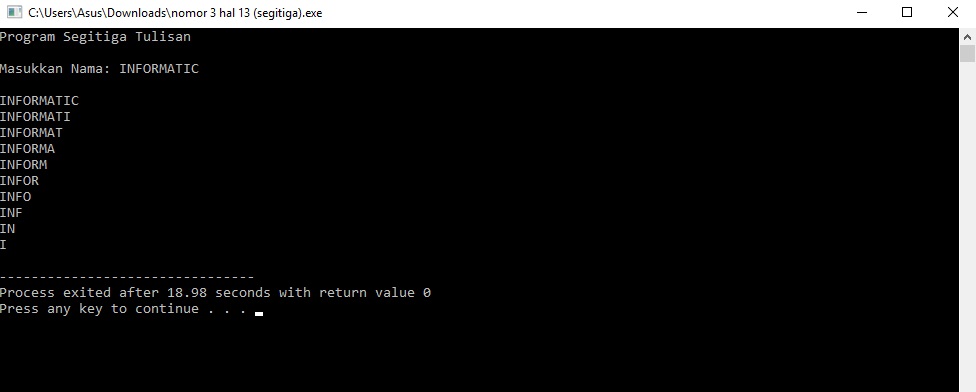 C:\Users\Asus\Downloads\nomor 3 hal 13 (segitiga).exe
Program Segitiga Tulisan
Masukkan Nama: INFORMATIC
INFORMATIC
INFORMATI
INFORMAT
INFORMA
INFORM
INFOR
INFO
INF
IN
I
--------------------------------
Process exited after 18.98 seconds with return value 0
Press any key to continue . . .